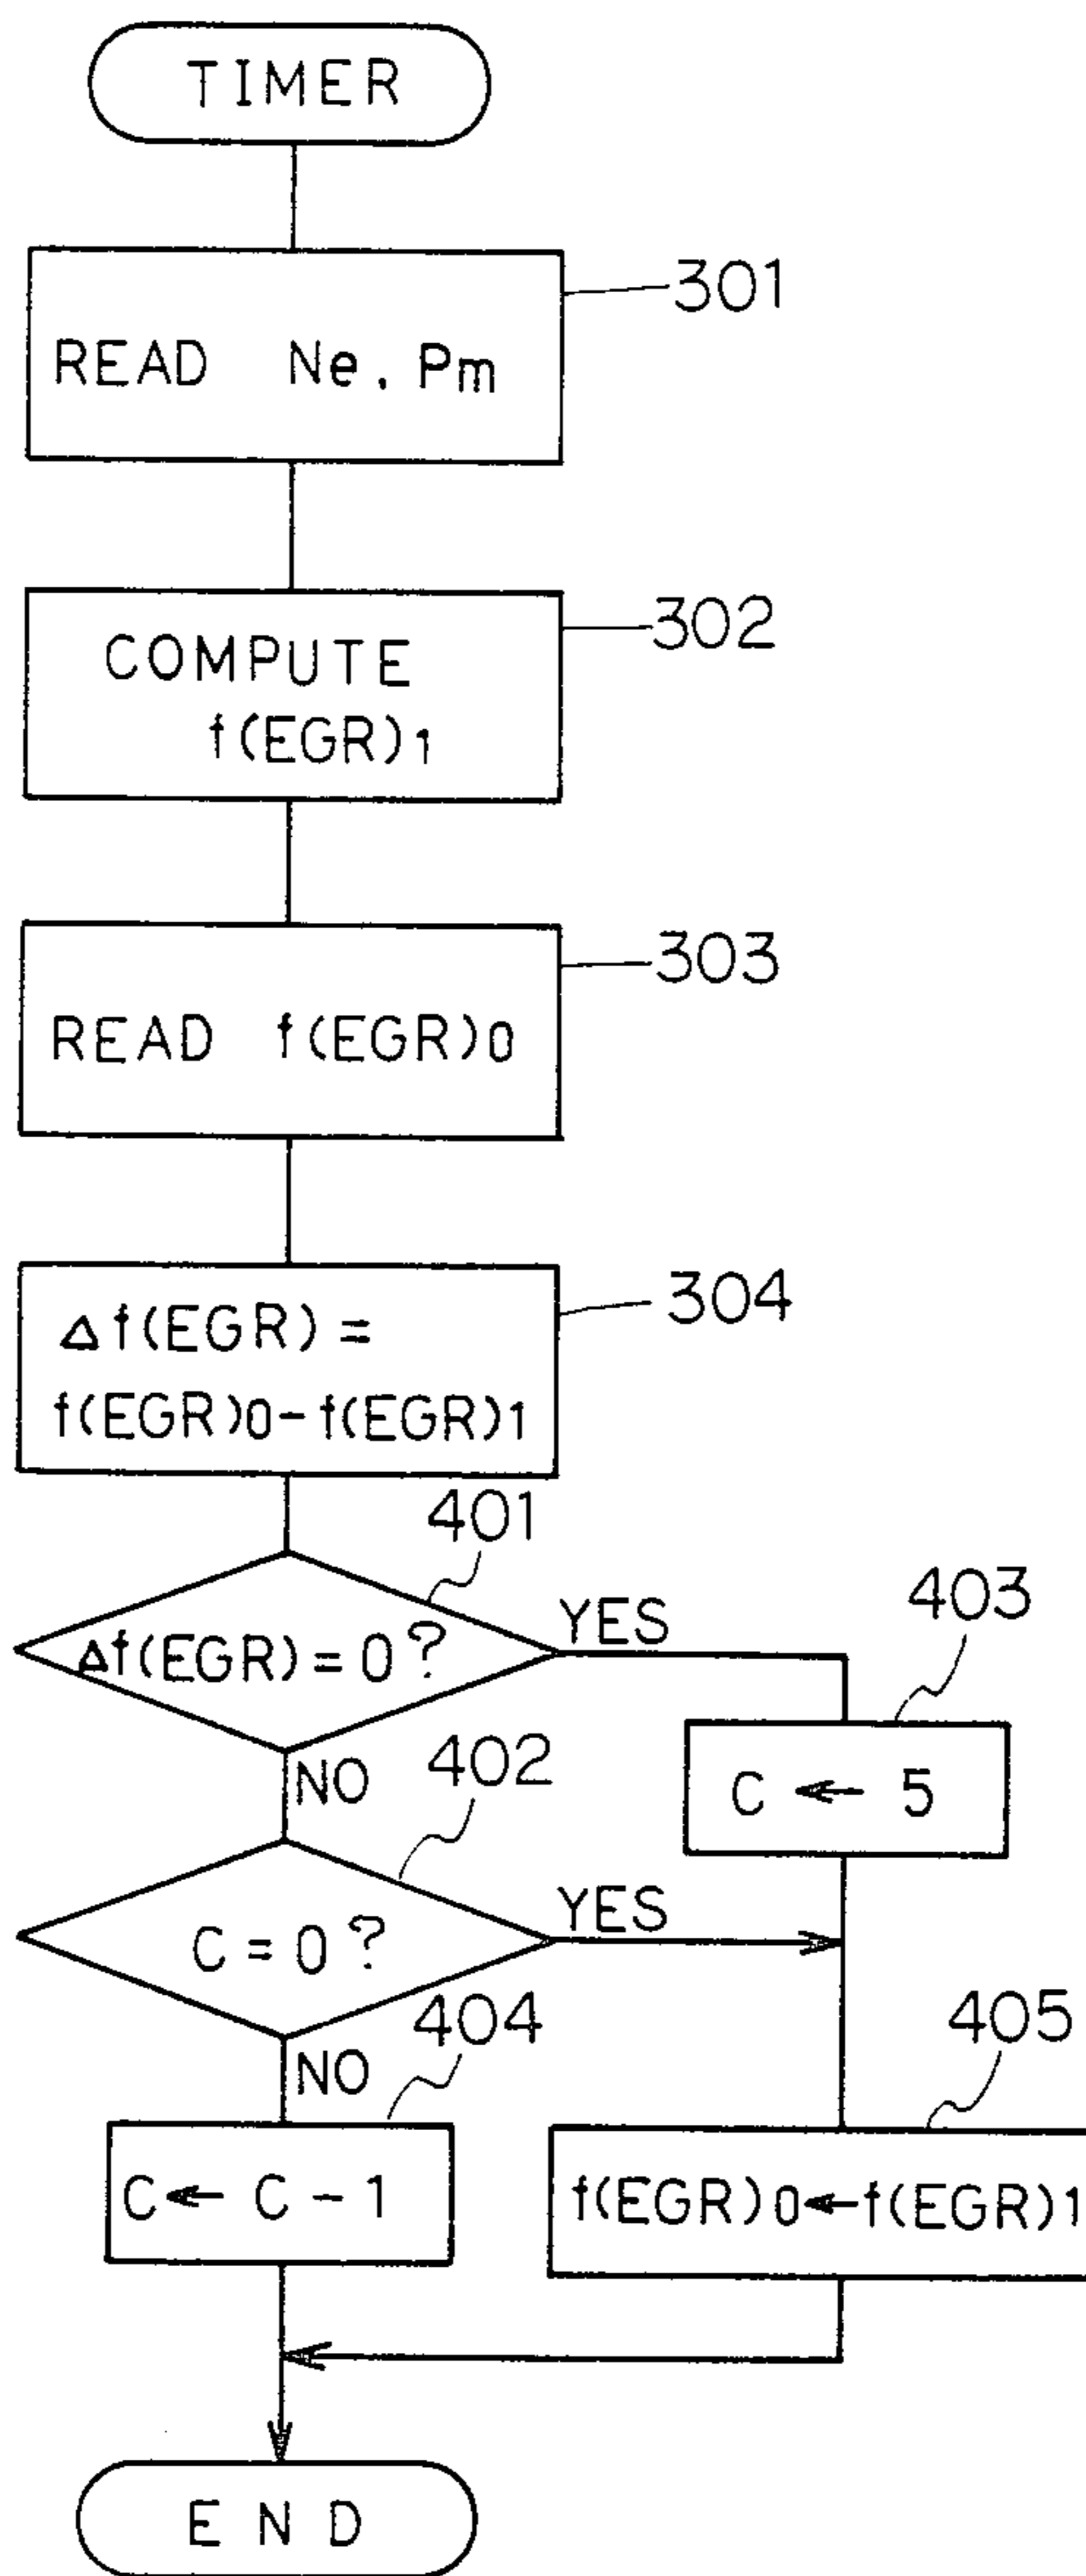 TIMER
301
READ Ne, Pm
302
COMPUTE
f(EGR)1
303
READ f(EGR)0
304
Δf(EGR)=
f(EGR)0-f(EGR)1
401
Δf(EGR)=0?
YES
403
C ← 5
NO
402
C=0?
YES
404
NO
405
C ← C-1
f(EGR)0←f(EGR)1
END